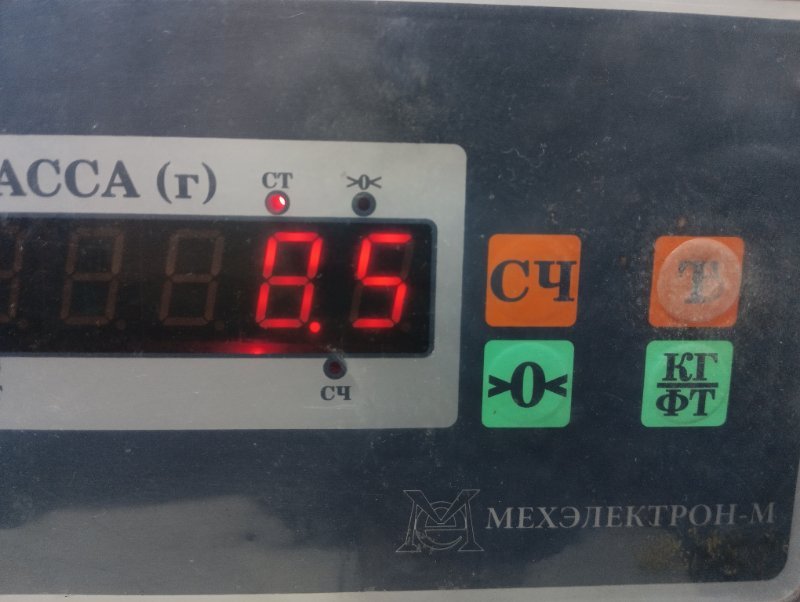 АССА (г)
СТ >0<
0.5
СЧ
СЧ Т
>0< КГ
ФТ
МЕХЭЛЕКТРОН-М